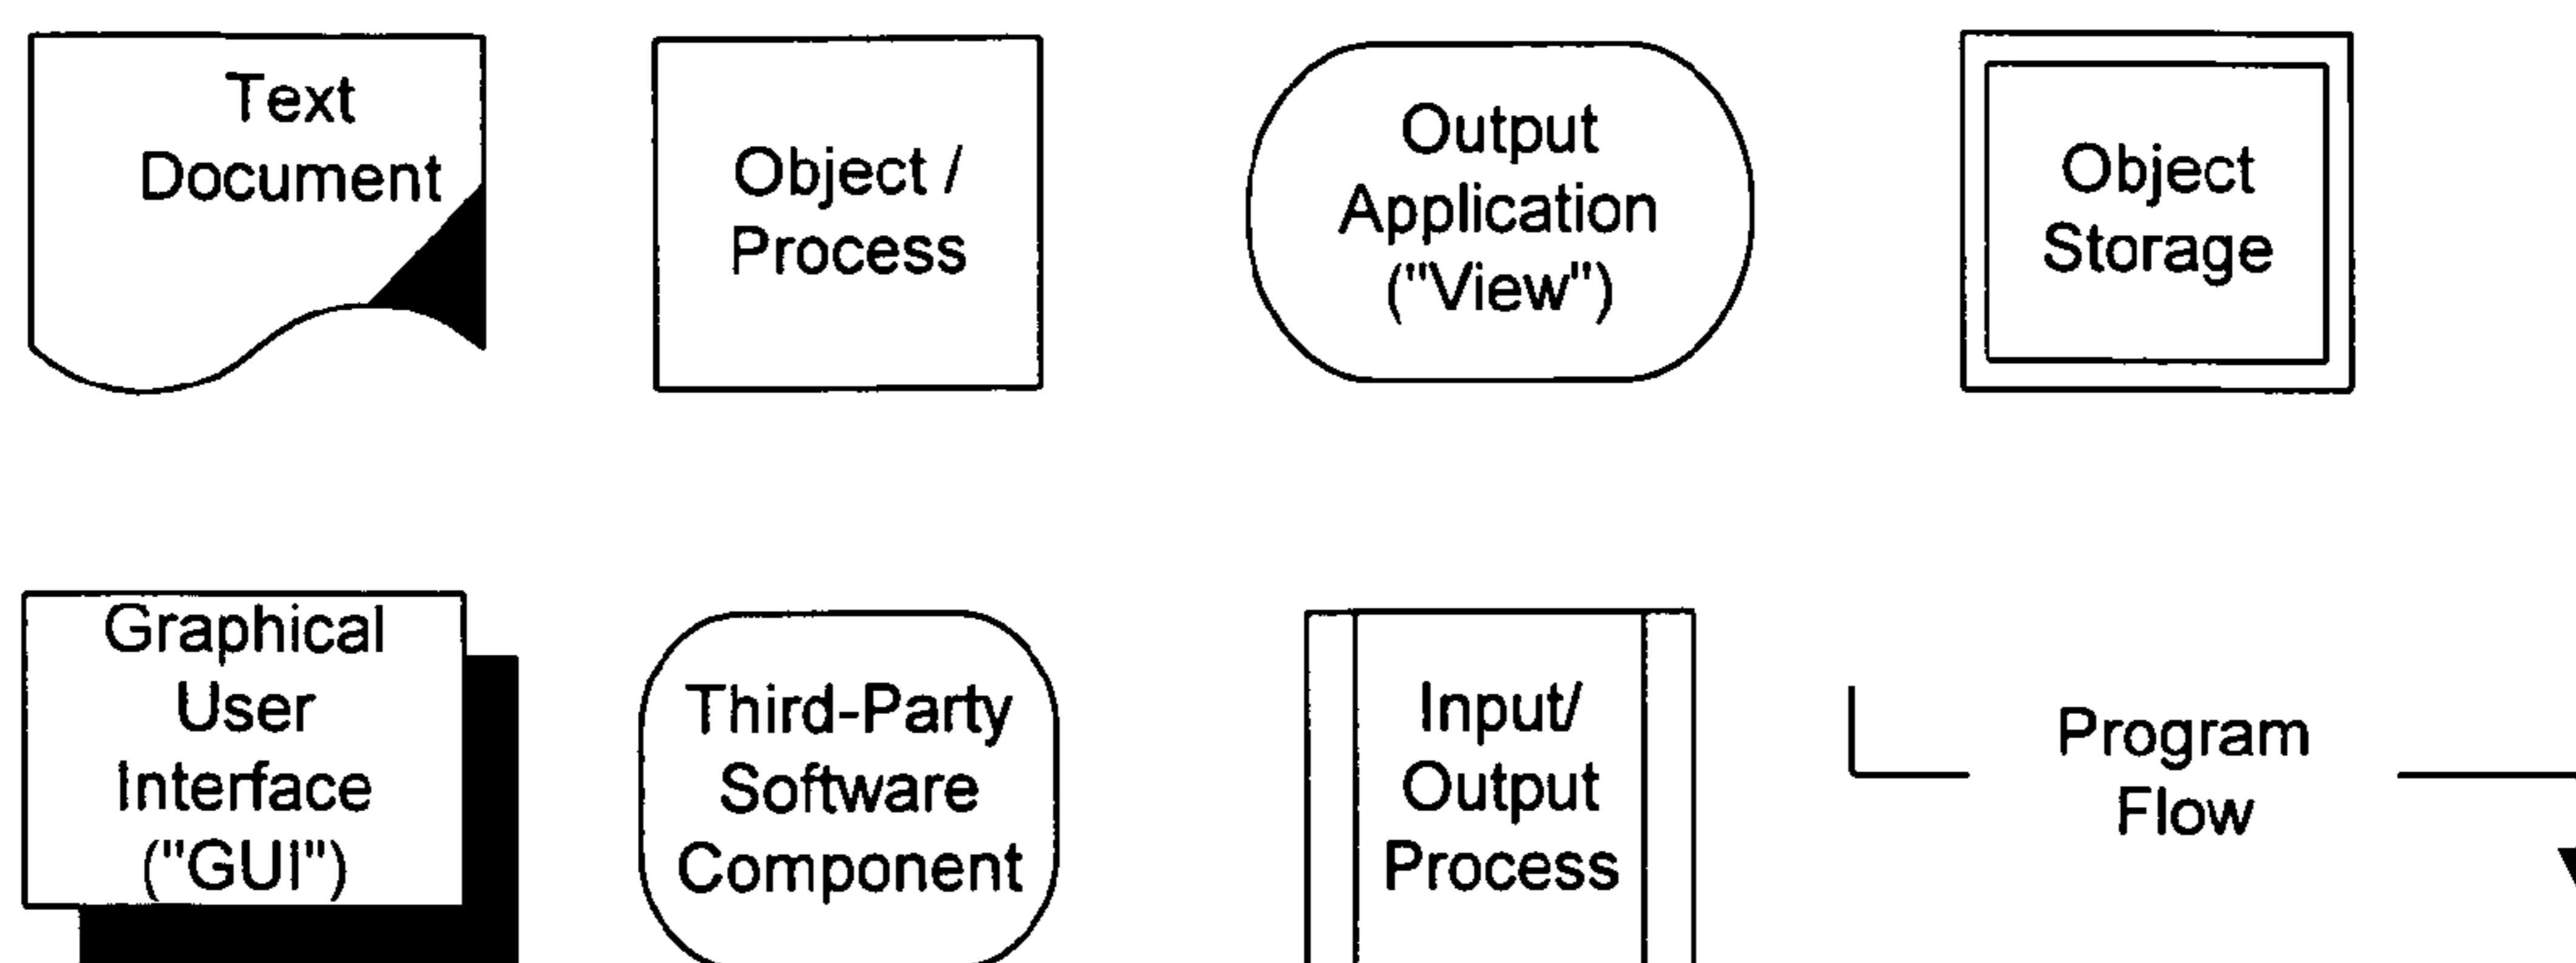 Text
Document
Object /
Process
Output
Application
("View")
Object
Storage
Graphical
User
Interface
("GUI")
Third-Party
Software
Component
Input/
Output
Process
Program
Flow